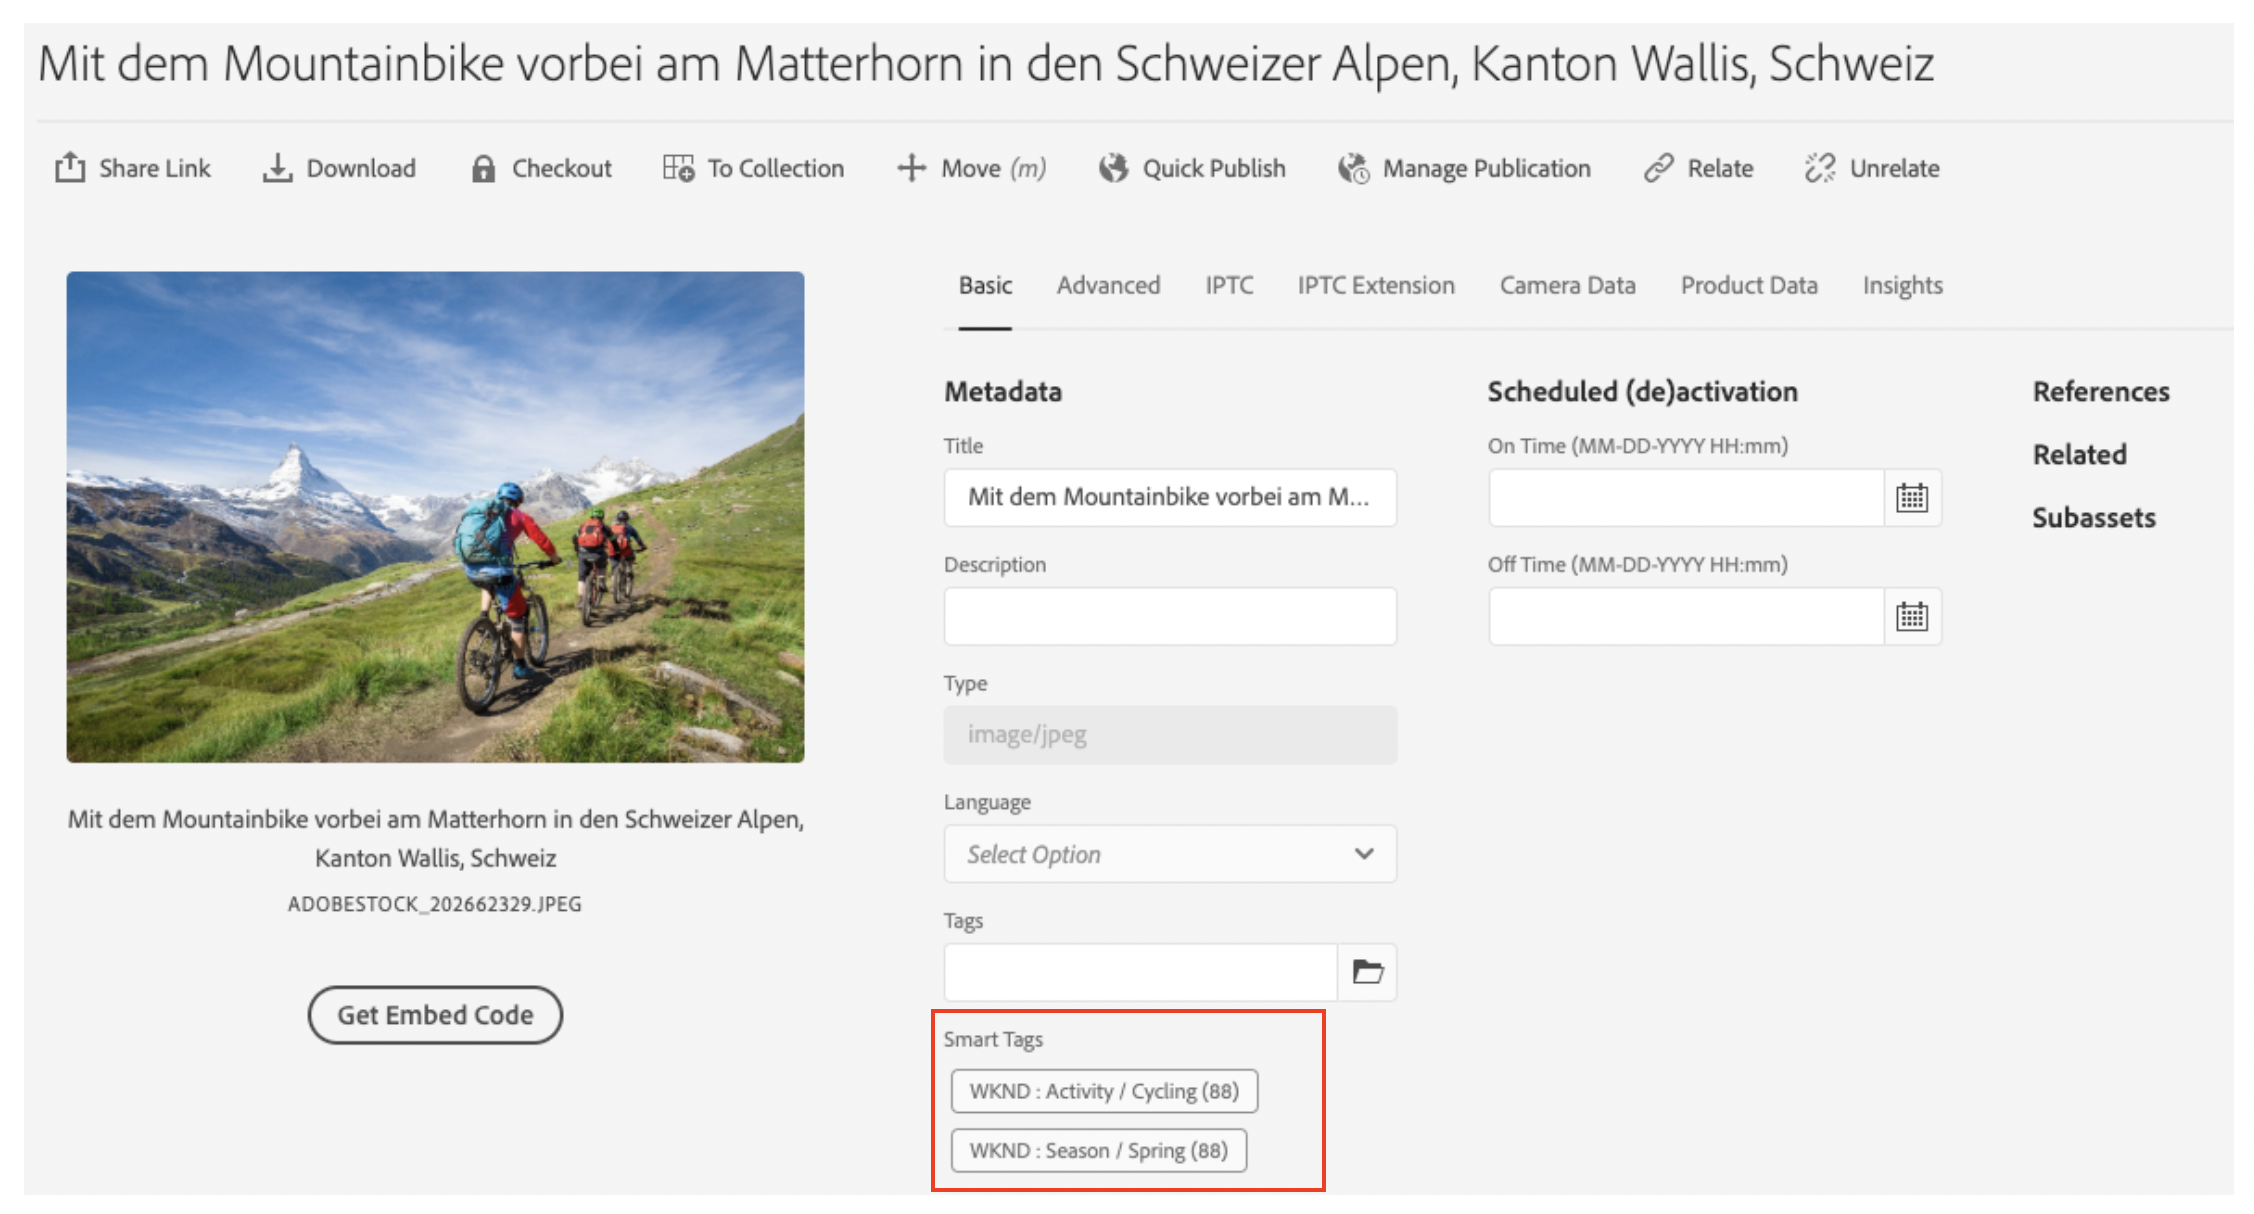 Mit dem Mountainbike vorbei am Matterhorn in den Schweizer Alpen, Kanton Wallis, Schweiz
Share Link
Download
Checkout
To Collection
Move (m)
Quick Publish
Manage Publication
Relate
Unrelate
Mit dem Mountainbike vorbei am Matterhorn in den Schweizer Alpen,
Kanton Wallis, Schweiz
ADOBESTOCK_202662329.JPEG
Get Embed Code
Basic
Advanced
IPTC
IPTC Extension
Camera Data
Product Data
Insights
Metadata
Title
Mit dem Mountainbike vorbei am M...
Description
Type
image/jpeg
Language
Select Option
Tags
Smart Tags
WKND : Activity / Cycling (88)
WKND : Season / Spring (88)
Scheduled (de)activation
On Time (MM-DD-YYYY HH:mm)
Off Time (MM-DD-YYYY HH:mm)
References
Related
Subassets